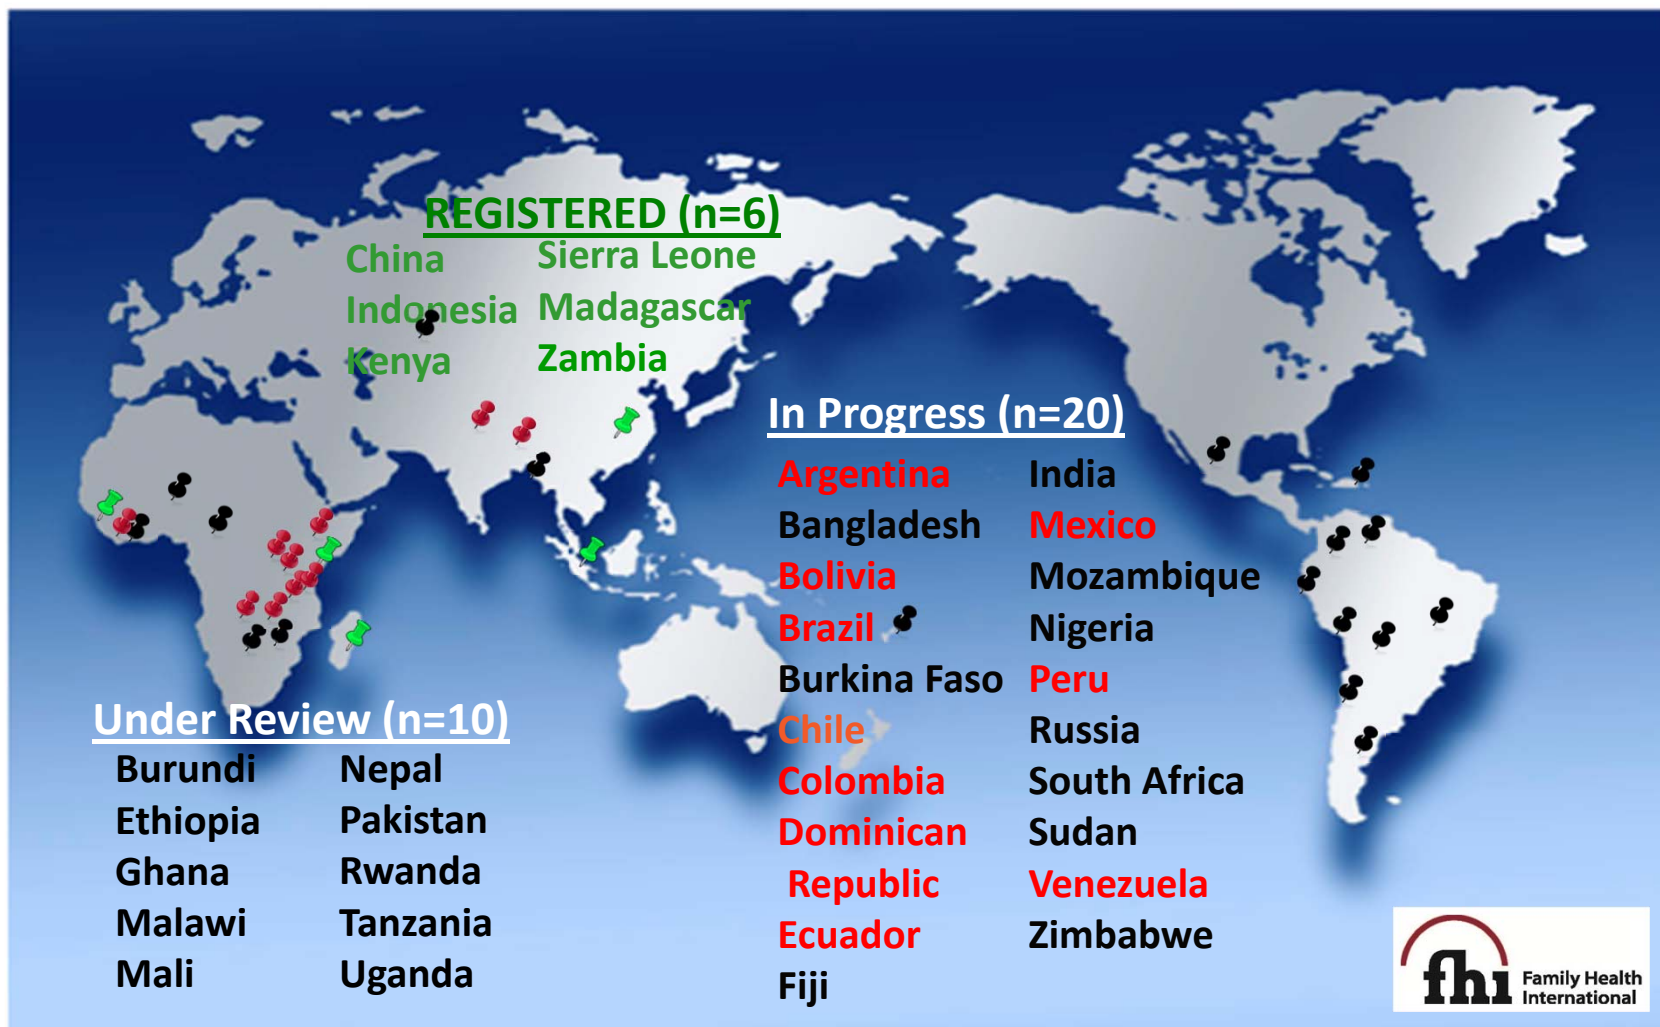 REGISTERED (n=6)
China
Indonesia
Kenya
Sierra Leone
Madagascar
Zambia
In Progress (n=20)
Argentina
Bangladesh
Bolivia
Brazil
Burkina Faso
Chile
Colombia
Dominican
Republic
Ecuador
Fiji
India
Mexico
Mozambique
Nigeria
Peru
Russia
South Africa
Sudan
Venezuela
Zimbabwe
Under Review (n=10)
Burundi
Ethiopia
Ghana
Malawi
Mali
Nepal
Pakistan
Rwanda
Tanzania
Uganda
fhi
Family Health
International